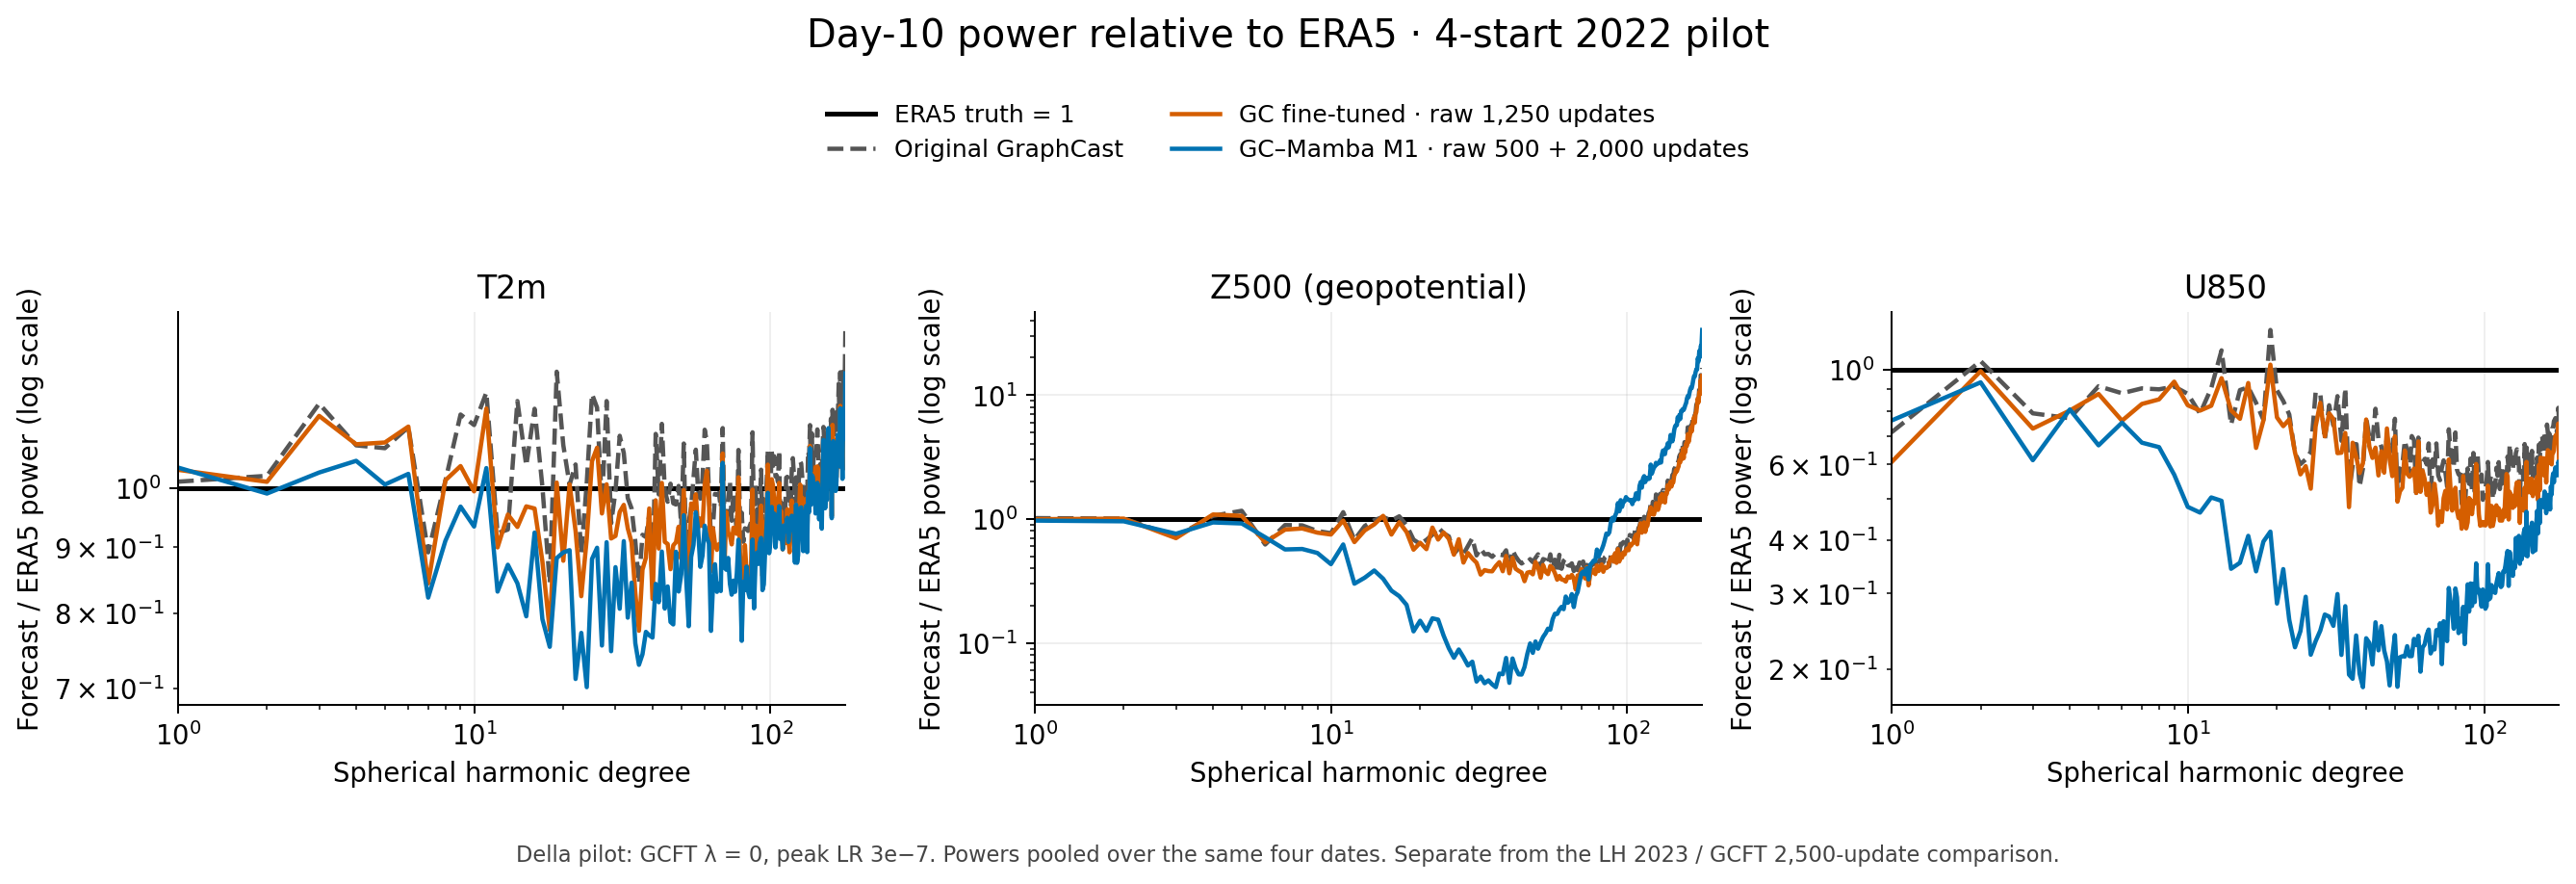 Day-10 power relative to ERA5 · 4-start 2022 pilot
ERA5 truth = 1
Original GraphCast
GC fine-tuned · raw 1,250 updates
GC–Mamba M1 · raw 500 + 2,000 updates
T2m
Forecast / ERA5 power (log scale)
10⁰
9 × 10⁻¹
8 × 10⁻¹
7 × 10⁻¹
10⁰ 10¹ 10²
Spherical harmonic degree
Z500 (geopotential)
Forecast / ERA5 power (log scale)
10¹
10⁰
10⁻¹
10⁰ 10¹ 10²
Spherical harmonic degree
U850
Forecast / ERA5 power (log scale)
10⁰
6 × 10⁻¹
4 × 10⁻¹
3 × 10⁻¹
2 × 10⁻¹
10⁰ 10¹ 10²
Spherical harmonic degree
Della pilot: GCFT λ = 0, peak LR 3e−7. Powers pooled over the same four dates. Separate from the LH 2023 / GCFT 2,500-update comparison.